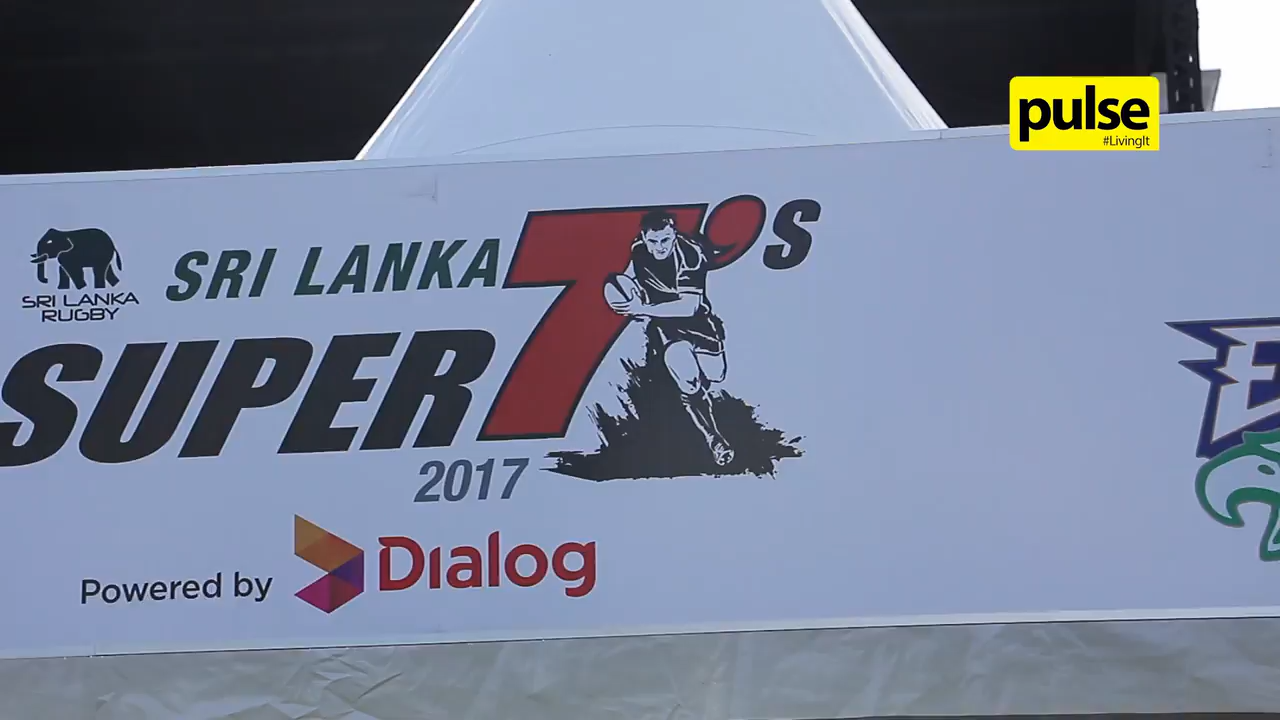 pulse
#LivingIt
SRI LANKA 7's
SRI LANKA
RUGBY
SUPER
2017
Powered by Dialog